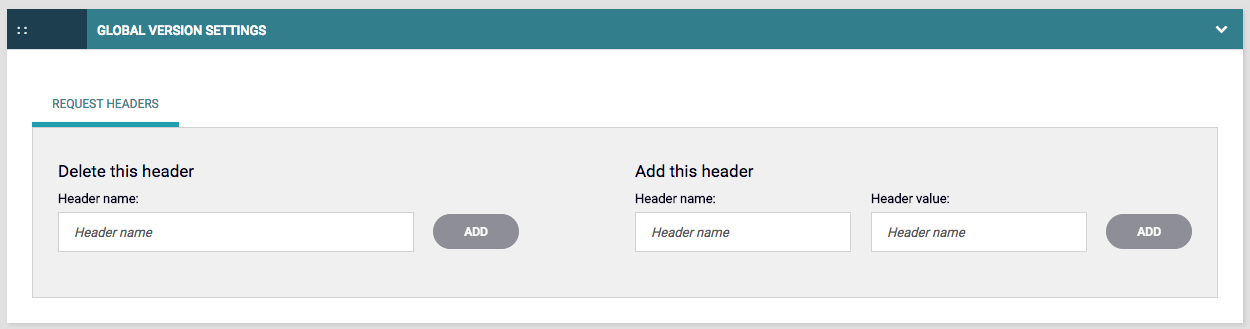 GLOBAL VERSION SETTINGS
REQUEST HEADERS
Delete this header
Header name:
Header name
ADD
Add this header
Header name:
Header value:
Header name
Header name
ADD